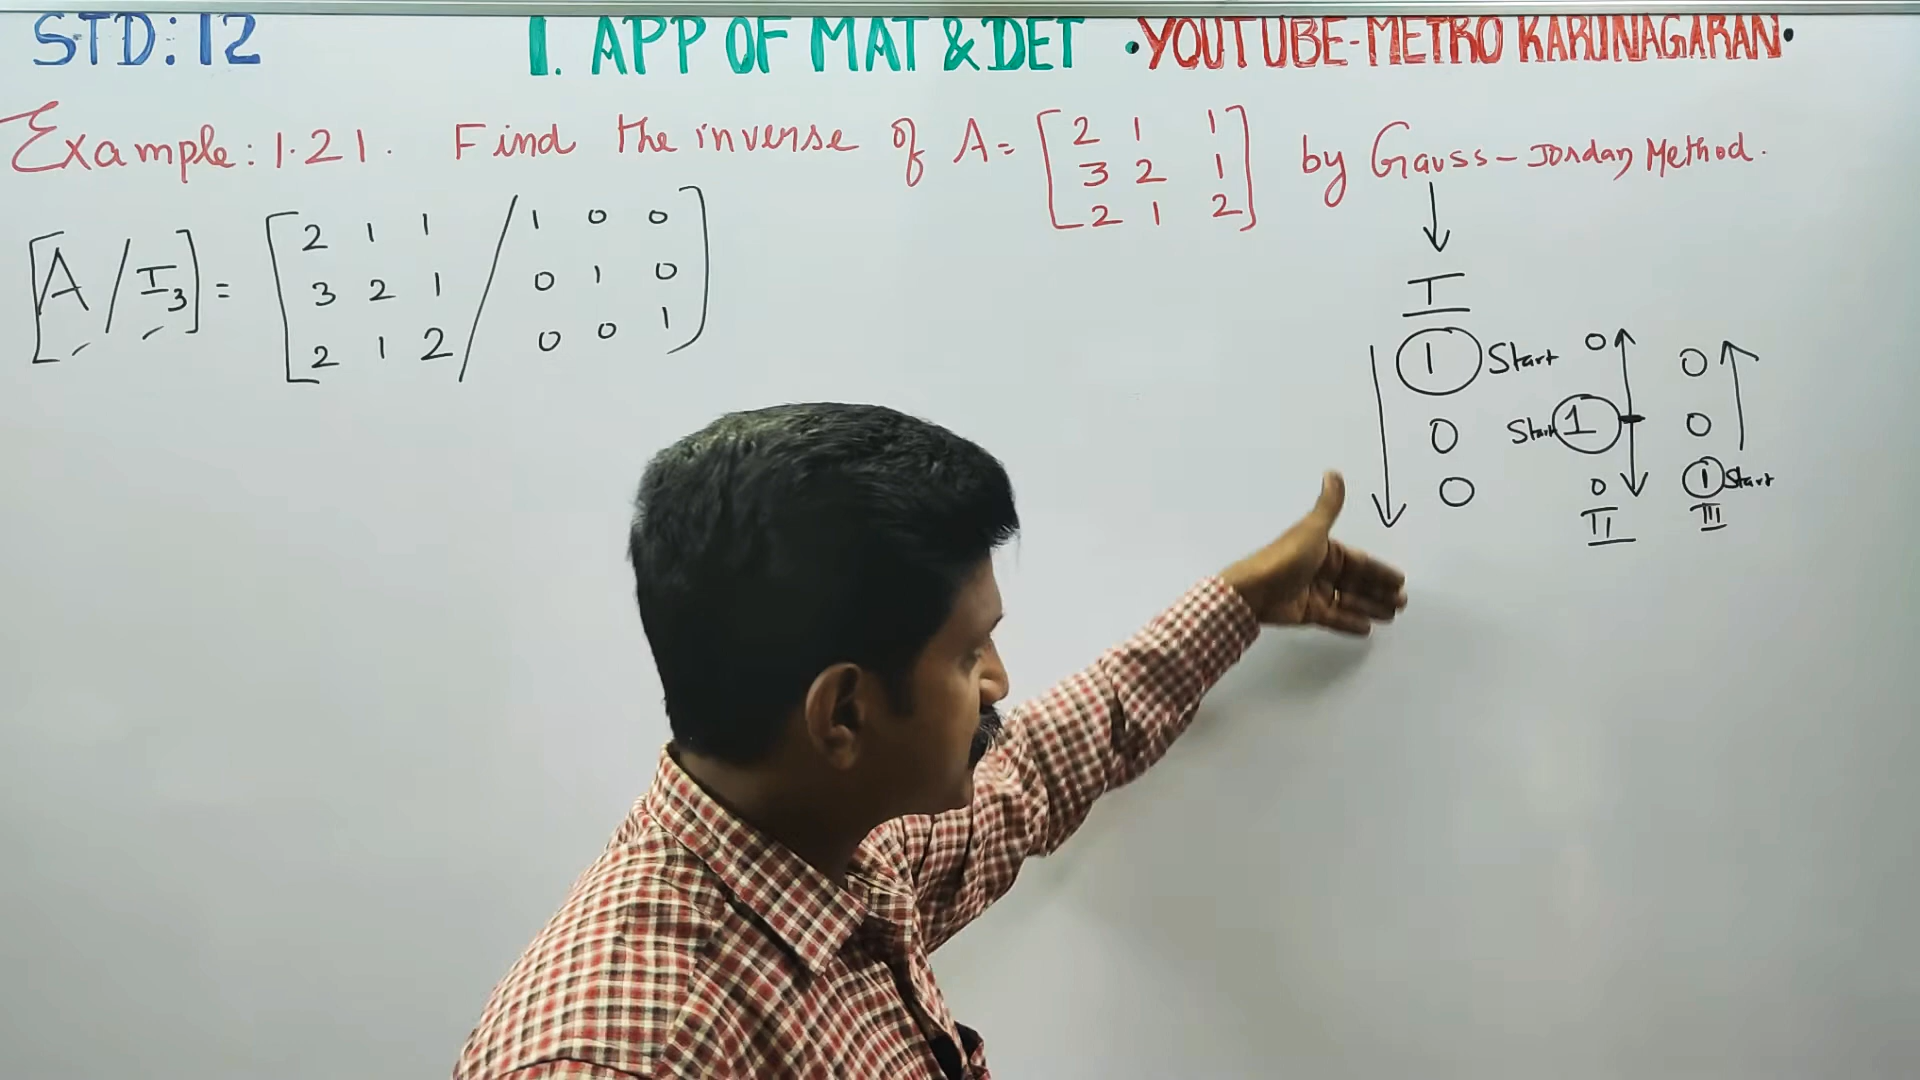 STD: 12 1. APP OF MAT & DET • YOUTUBE-METRO KARUNAGARAN •
Example: 1.21. Find the inverse of A = [2 1 1 by Gauss-Jordan Method.
3 2 1
2 1 2]
[A / I3] = [2 1 1 / 1 0 0
3 2 1 / 0 1 0
2 1 2 / 0 0 1]
I
1 Start 0 0
0 Start 1 0
0 0 1 Start
II III